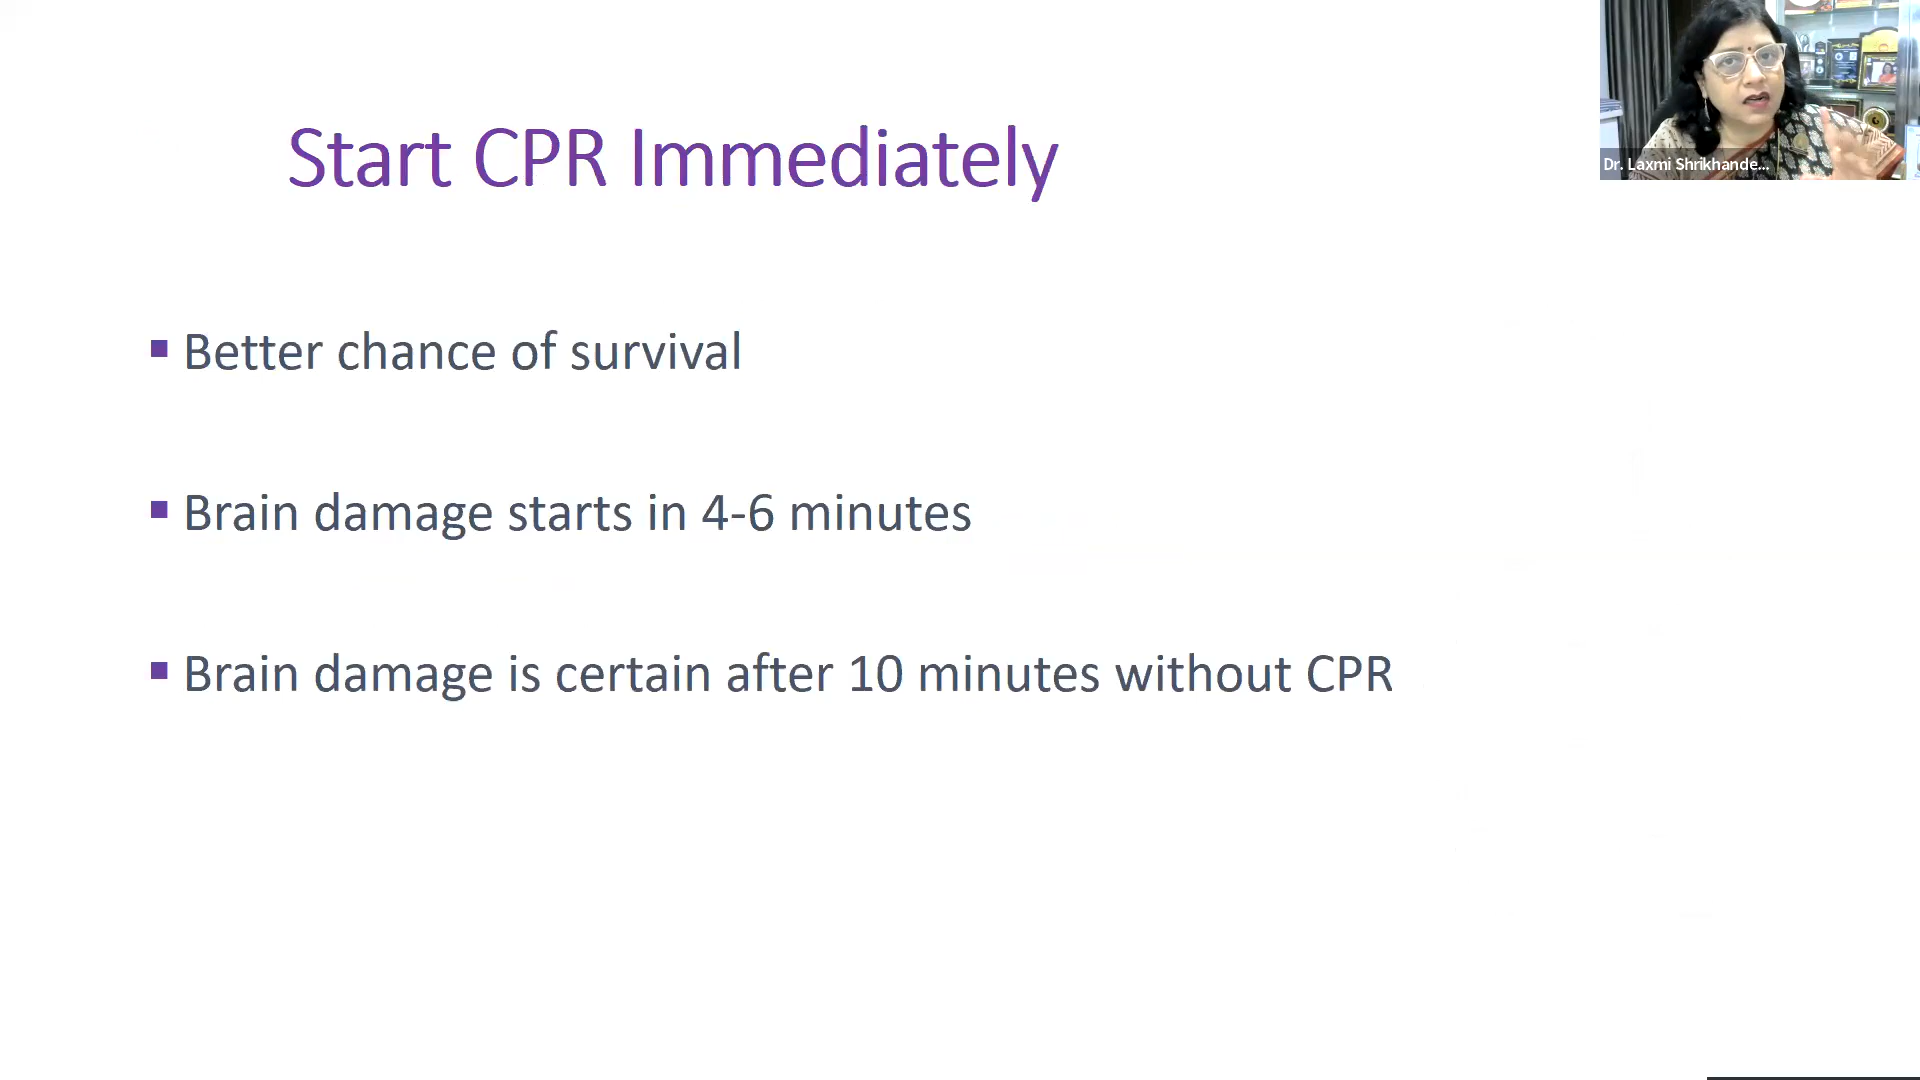 Start CPR Immediately
Dr. Laxmi Shrikhande...
Better chance of survival
Brain damage starts in 4-6 minutes
Brain damage is certain after 10 minutes without CPR